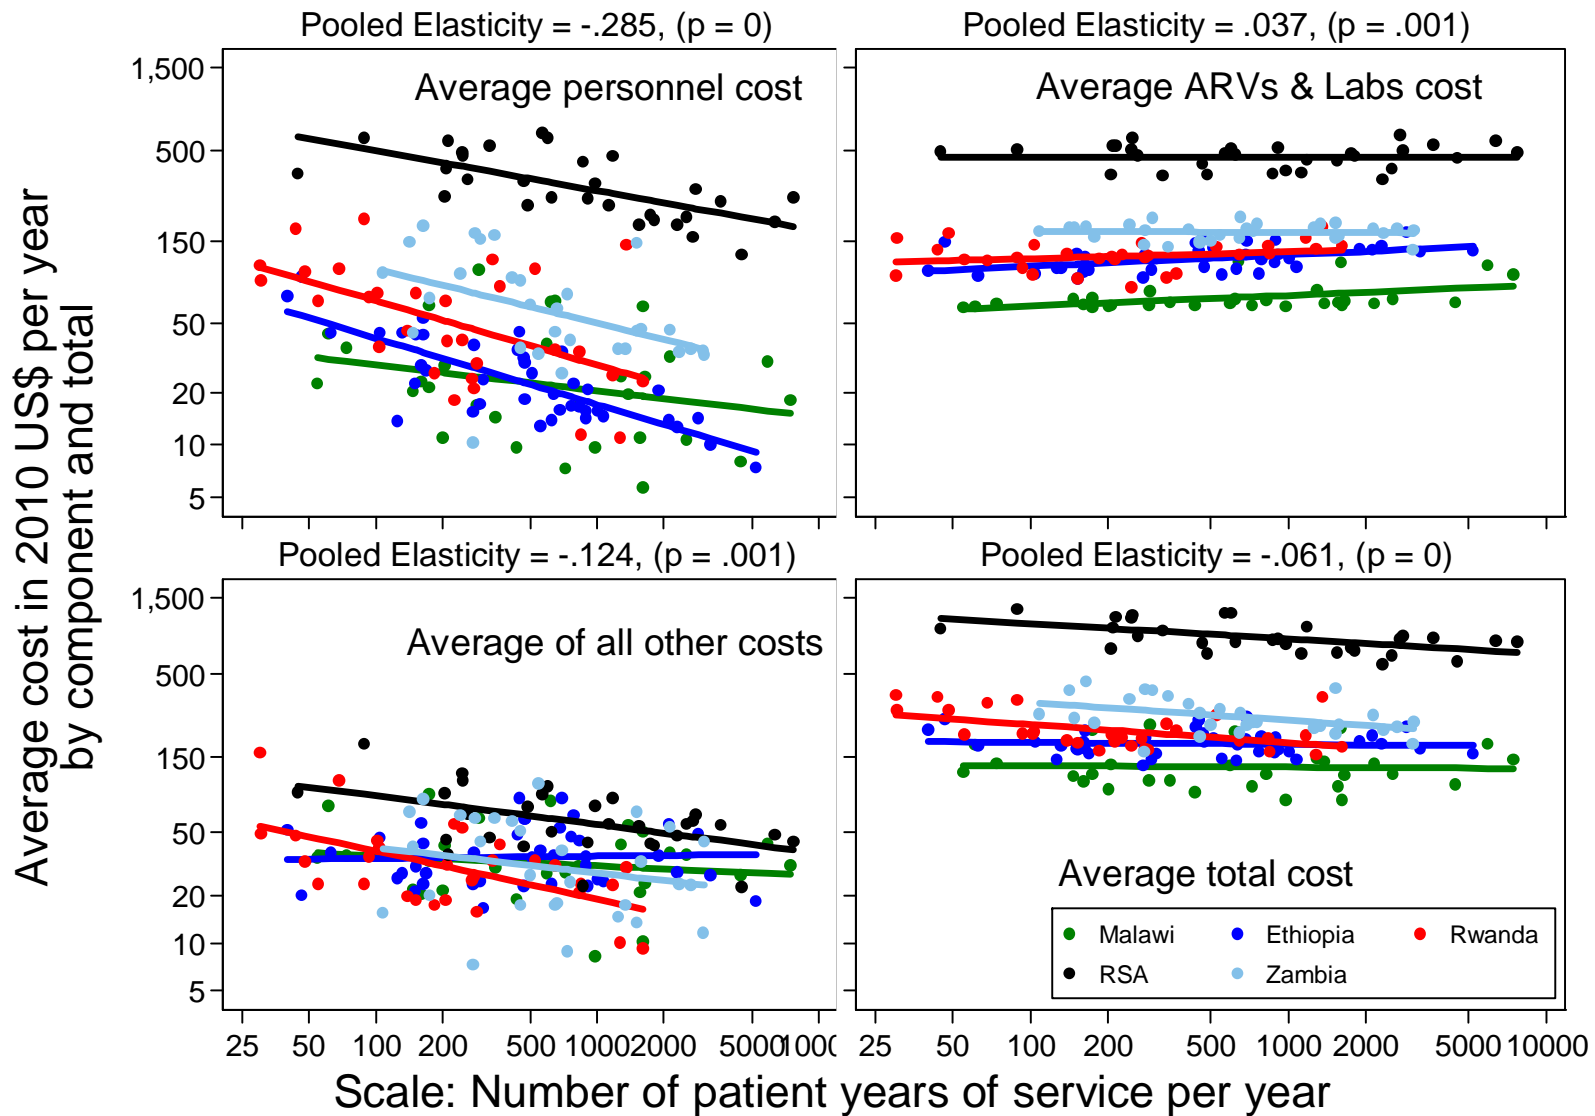 Pooled Elasticity = -.285, (p = 0)
Pooled Elasticity = .037, (p = .001)
Average personnel cost
Average ARVs & Labs cost
1,500
500
150
50
20
10
5
Pooled Elasticity = -.124, (p = .001)
Pooled Elasticity = -.061, (p = 0)
Average of all other costs
Average total cost
1,500
500
150
50
20
10
5
Malawi
Ethiopia
Rwanda
RSA
Zambia
25 50 100 200 500 1000 2000 5000 1000
25 50 100 200 500 1000 2000 5000 10000
Average cost in 2010 US$ per year
by component and total
Scale: Number of patient years of service per year